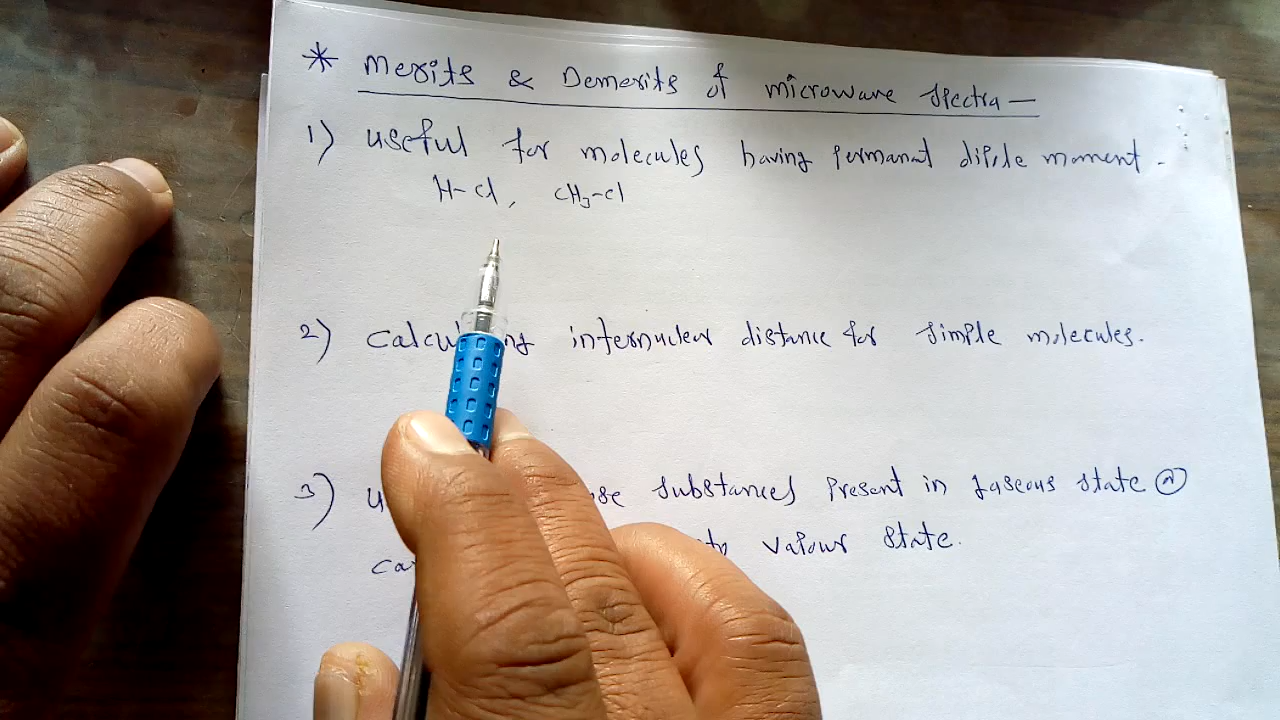 * Merits & Demerits of microwave spectra —
1) useful for molecules having permanat dipole moment.
H-Cl, CH3-Cl
2) internuclear distance for simple molecules.
3) substances present in gaseous state
vapour state.